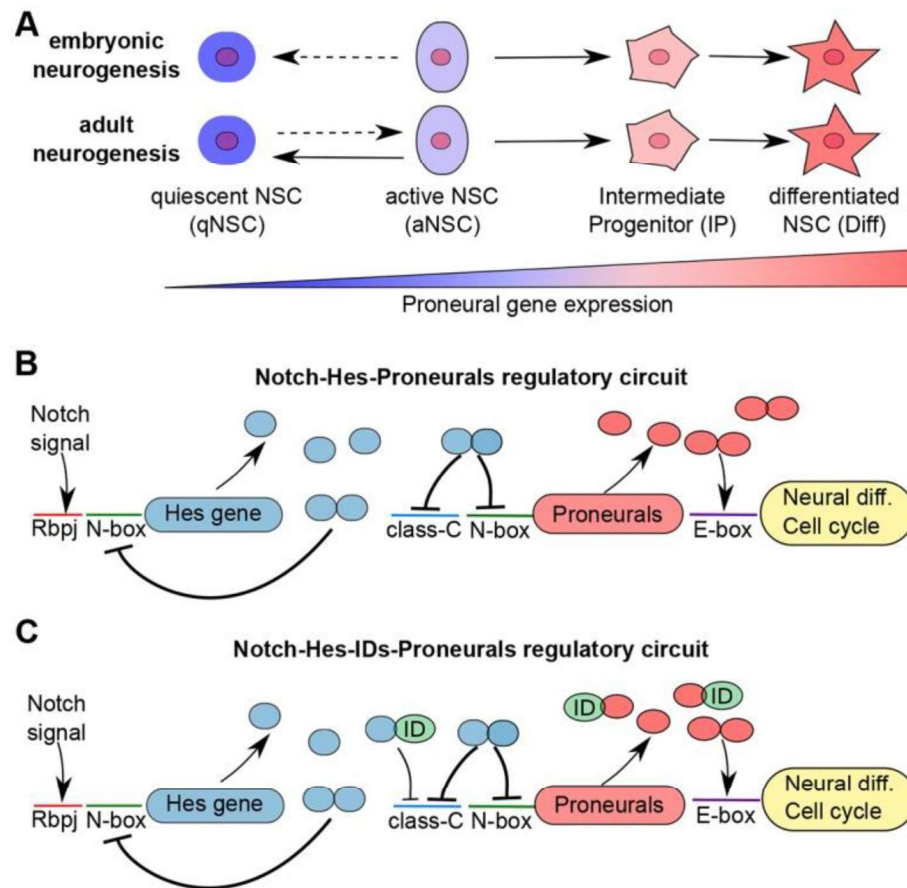 A
embryonic
neurogenesis
adult
neurogenesis
quiescent NSC
(qNSC)
active NSC
(aNSC)
Intermediate
Progenitor (IP)
differentiated
NSC (Diff)
Proneural gene expression
B
Notch-Hes-Proneurals regulatory circuit
Notch
signal
Rbpj
N-box
Hes gene
class-C
N-box
Proneurals
E-box
Neural diff.
Cell cycle
C
Notch-Hes-IDs-Proneurals regulatory circuit
Notch
signal
Rbpj
N-box
Hes gene
ID
class-C
N-box
ID
ID
Proneurals
E-box
Neural diff.
Cell cycle